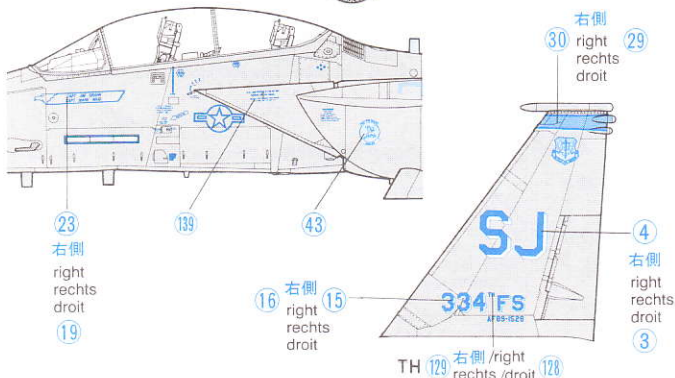 右側
30 right 29
rechts
droit
23
139
43
右側
right
rechts
droit
19
SJ
4
右側
right
rechts
droit
3
16 右側 15
right
rechts
droit
334TH FS
TH 129 右側/right 128
rechts/droit